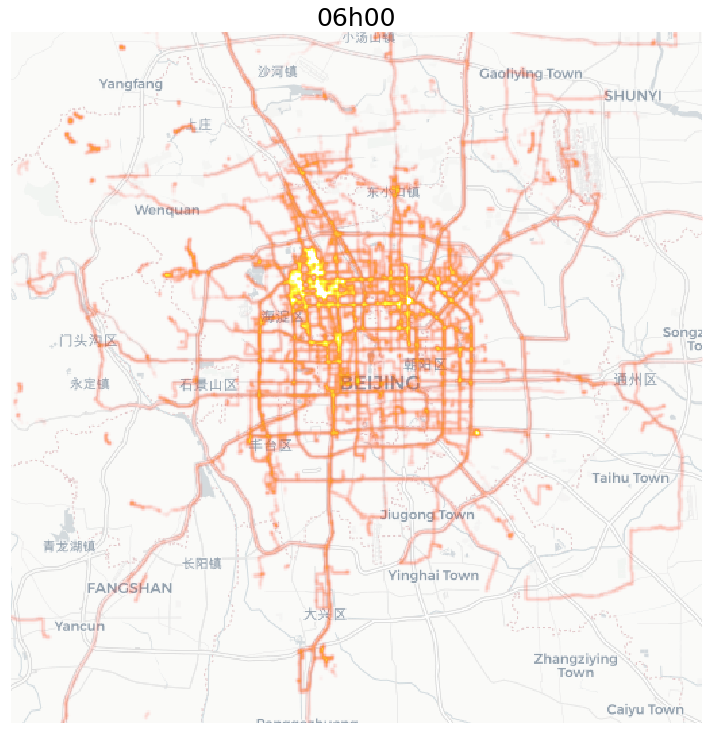 06h00
小汤山镇
沙河镇
Gaoliying Town
Yangfang
SHUNYI
上庄
东小口镇
Wenquan
海淀区
门头沟区
Songz
To
朝阳区
通州区
永定镇
石景山区
BEIJING
丰台区
Taihu Town
Jiugong Town
青龙湖镇
长阳镇
Yinghai Town
FANGSHAN
大兴区
Yancun
Zhangziying
Town
Caiyu Town